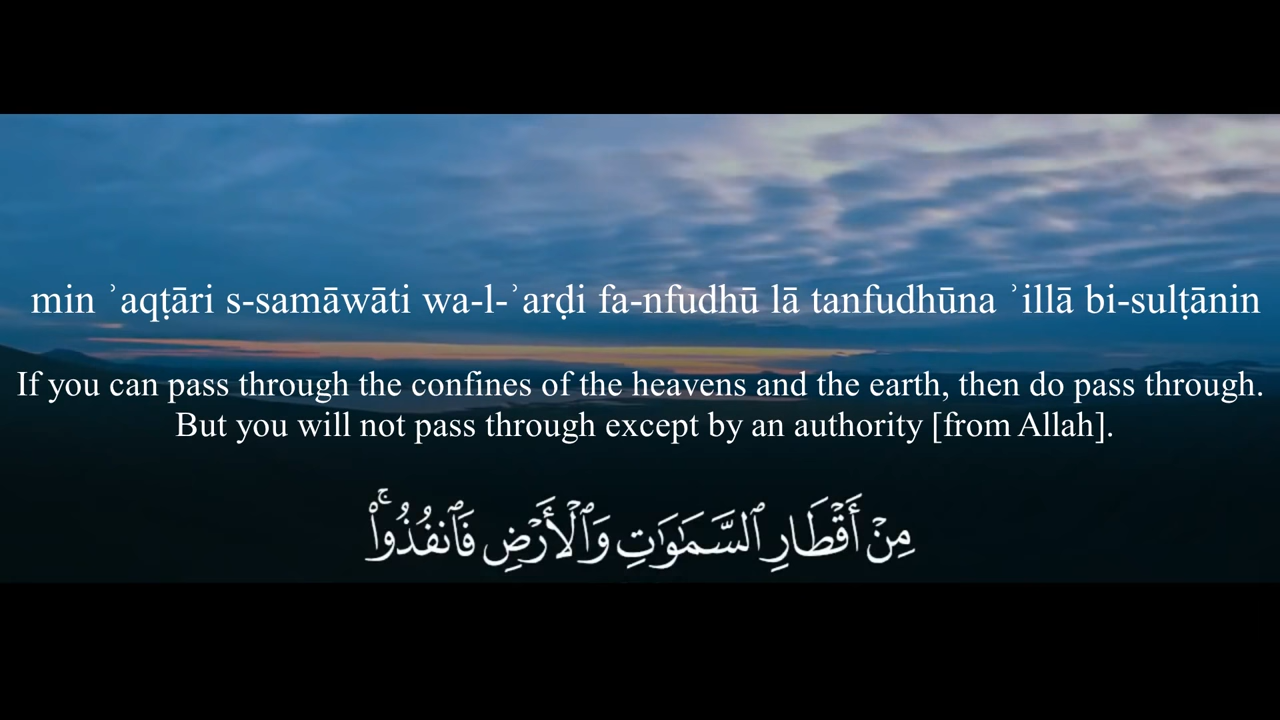 min ʾaqṭāri s-samāwāti wa-l-ʾarḍi fa-nfudhū lā tanfudhūna ʾillā bi-sulṭānin
If you can pass through the confines of the heavens and the earth, then do pass through.
But you will not pass through except by an authority [from Allah].
مِنۡ أَقۡطَارِ ٱلسَّمَٰوَٰتِ وَٱلۡأَرۡضِ فَٱنفُذُواْۚ